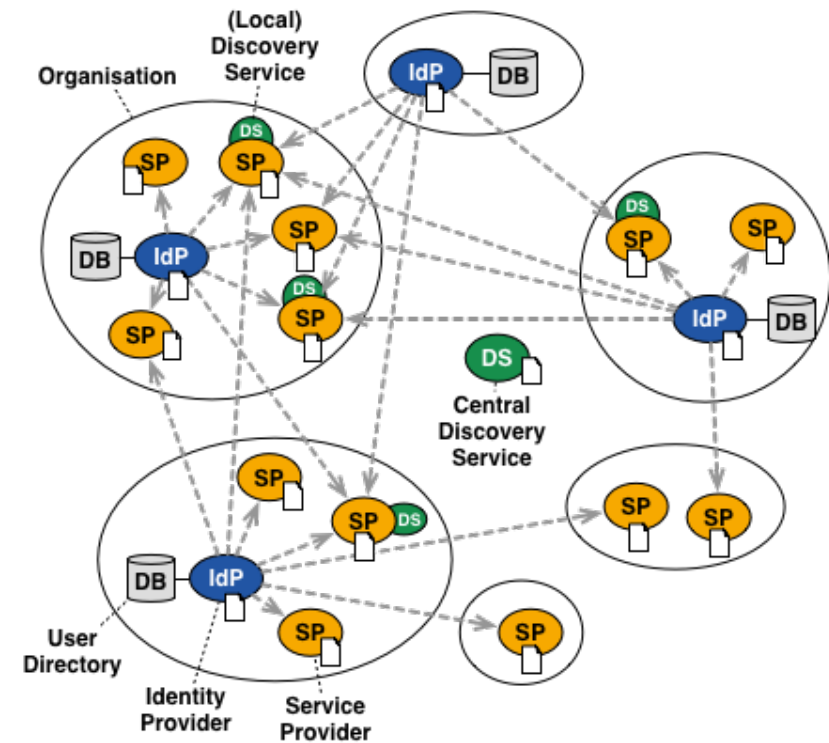 (Local)
Discovery
Service
Organisation
IdP
DB
DS
SP
SP
DS
SP
SP
SP
IdP
DB
DS
SP
SP
IdP
DB
DS
Central
Discovery
Service
SP
SP
SP
SP
DS
SP
SP
DB
IdP
SP
SP
User
Directory
Identity
Provider
Service
Provider